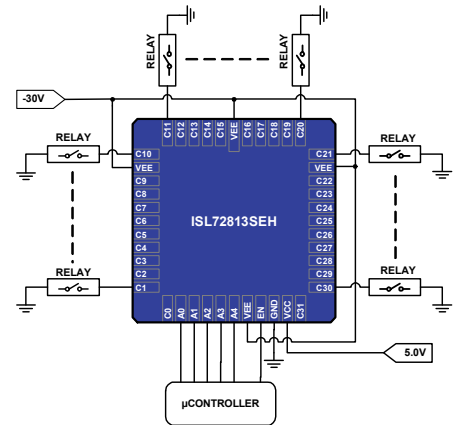 RELAY
RELAY
-30V
C11
C12
C13
C14
C15
VEE
C16
C17
C18
C19
C20
RELAY
C10
VEE
C9
C8
C7
C6
C5
C4
C3
C2
C1
RELAY
ISL72813SEH
RELAY
C21
VEE
C22
C23
C24
C25
C26
C27
C28
C29
C30
RELAY
C0
A0
A1
A2
A3
A4
VEE
EN
GND
VCC
C31
5.0V
µCONTROLLER